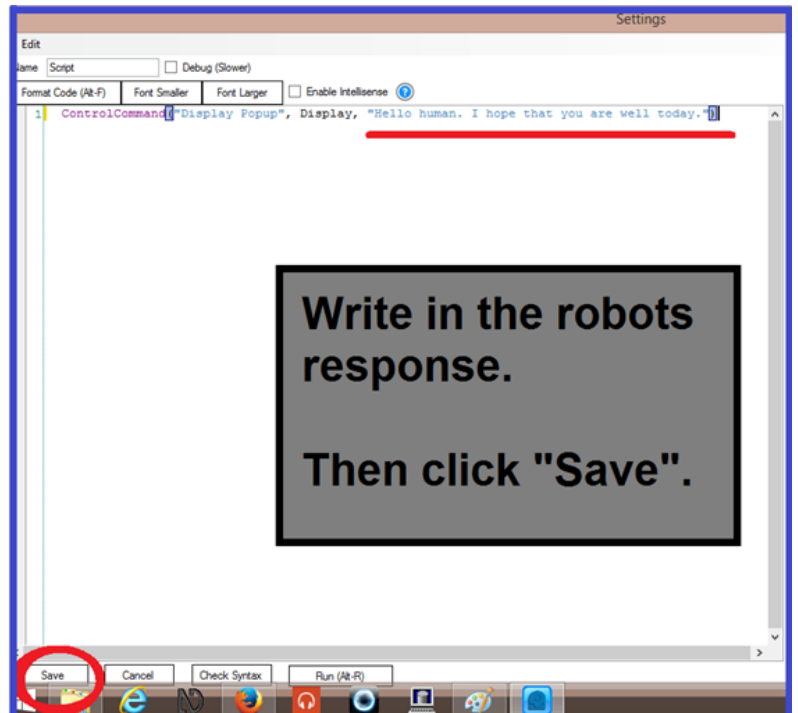 Settings
Edit
Name Script Debug (Slower)
Format Code (Alt-F) Font Smaller Font Larger Enable Intellisense ?
1 ControlCommand("Display Popup", Display, "Hello human. I hope that you are well today.")
Write in the robots
response.
Then click "Save".
Save Cancel Check Syntax Run (Alt-R)